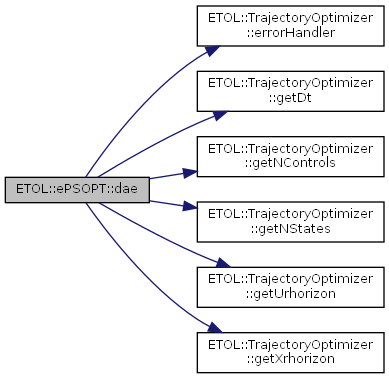 ETOL::ePSOPT::dae
ETOL::TrajectoryOptimizer
::errorHandler
ETOL::TrajectoryOptimizer
::getDt
ETOL::TrajectoryOptimizer
::getNControls
ETOL::TrajectoryOptimizer
::getNStates
ETOL::TrajectoryOptimizer
::getUrhorizon
ETOL::TrajectoryOptimizer
::getXrhorizon